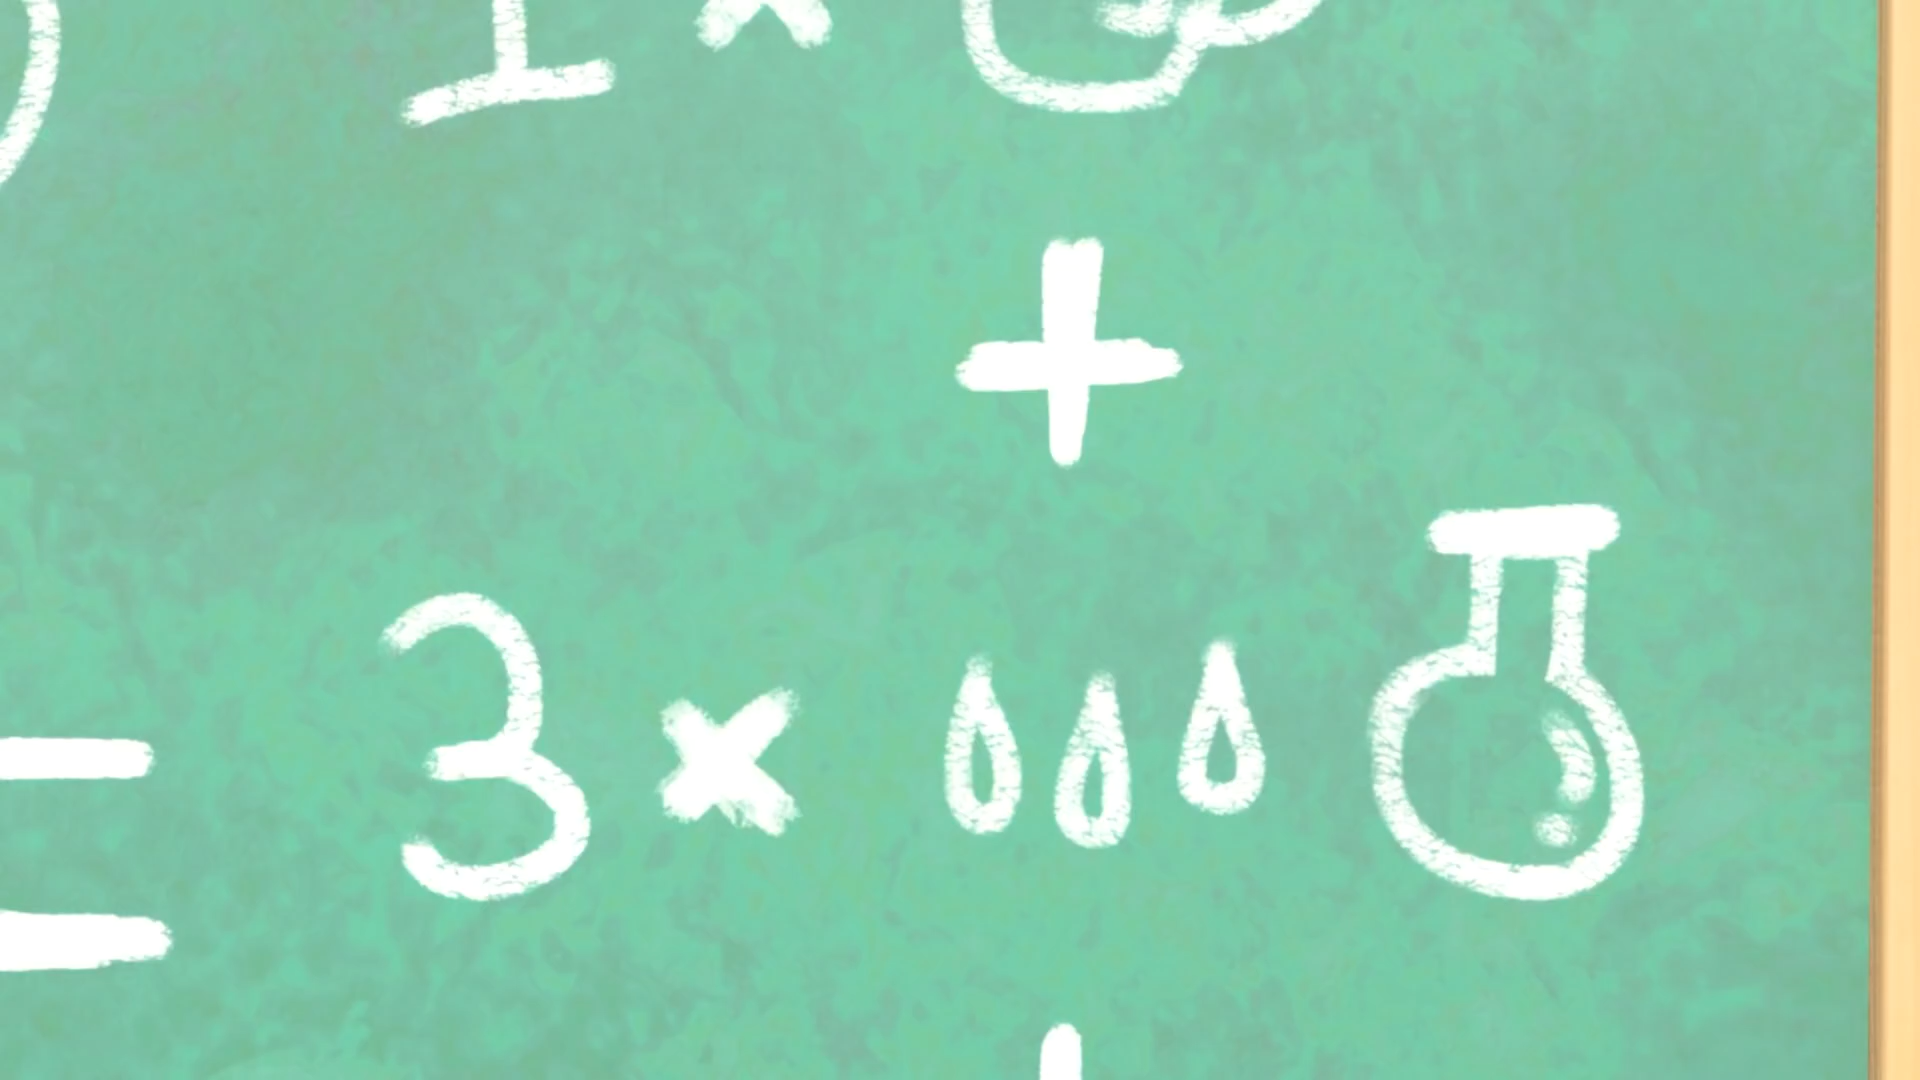 1 ×
+
= 3 ×